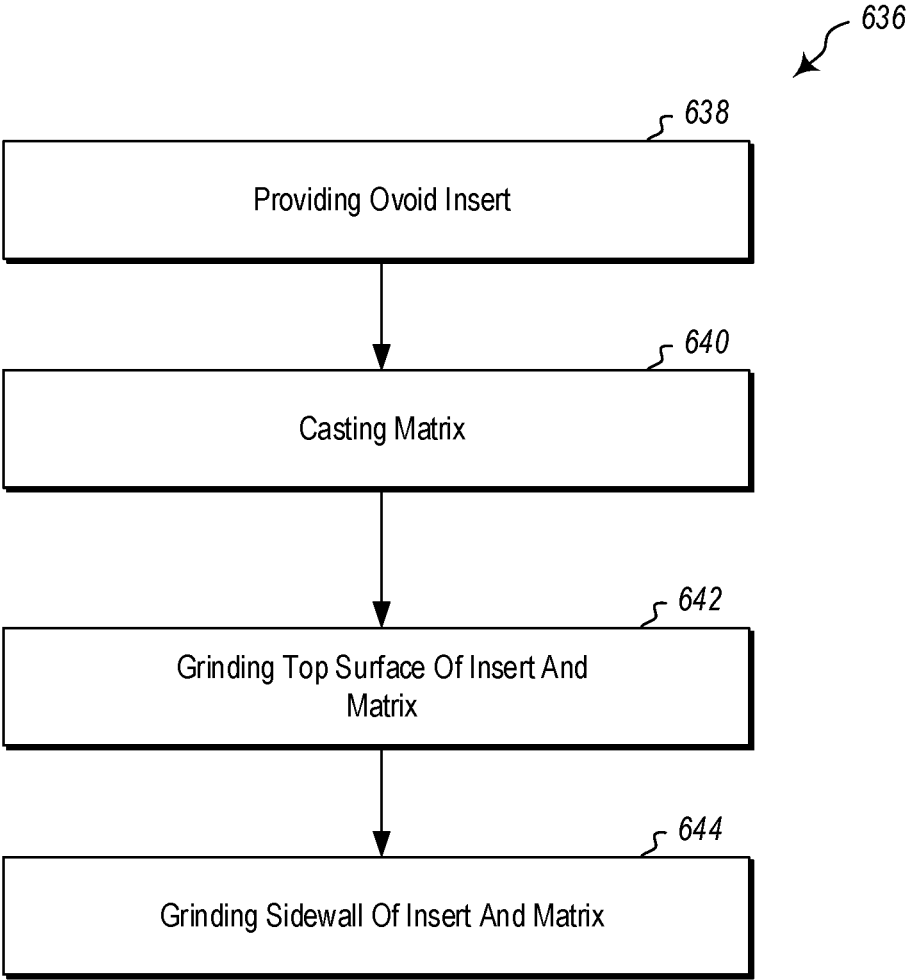 636
638
Providing Ovoid Insert
640
Casting Matrix
642
Grinding Top Surface Of Insert And
Matrix
644
Grinding Sidewall Of Insert And Matrix